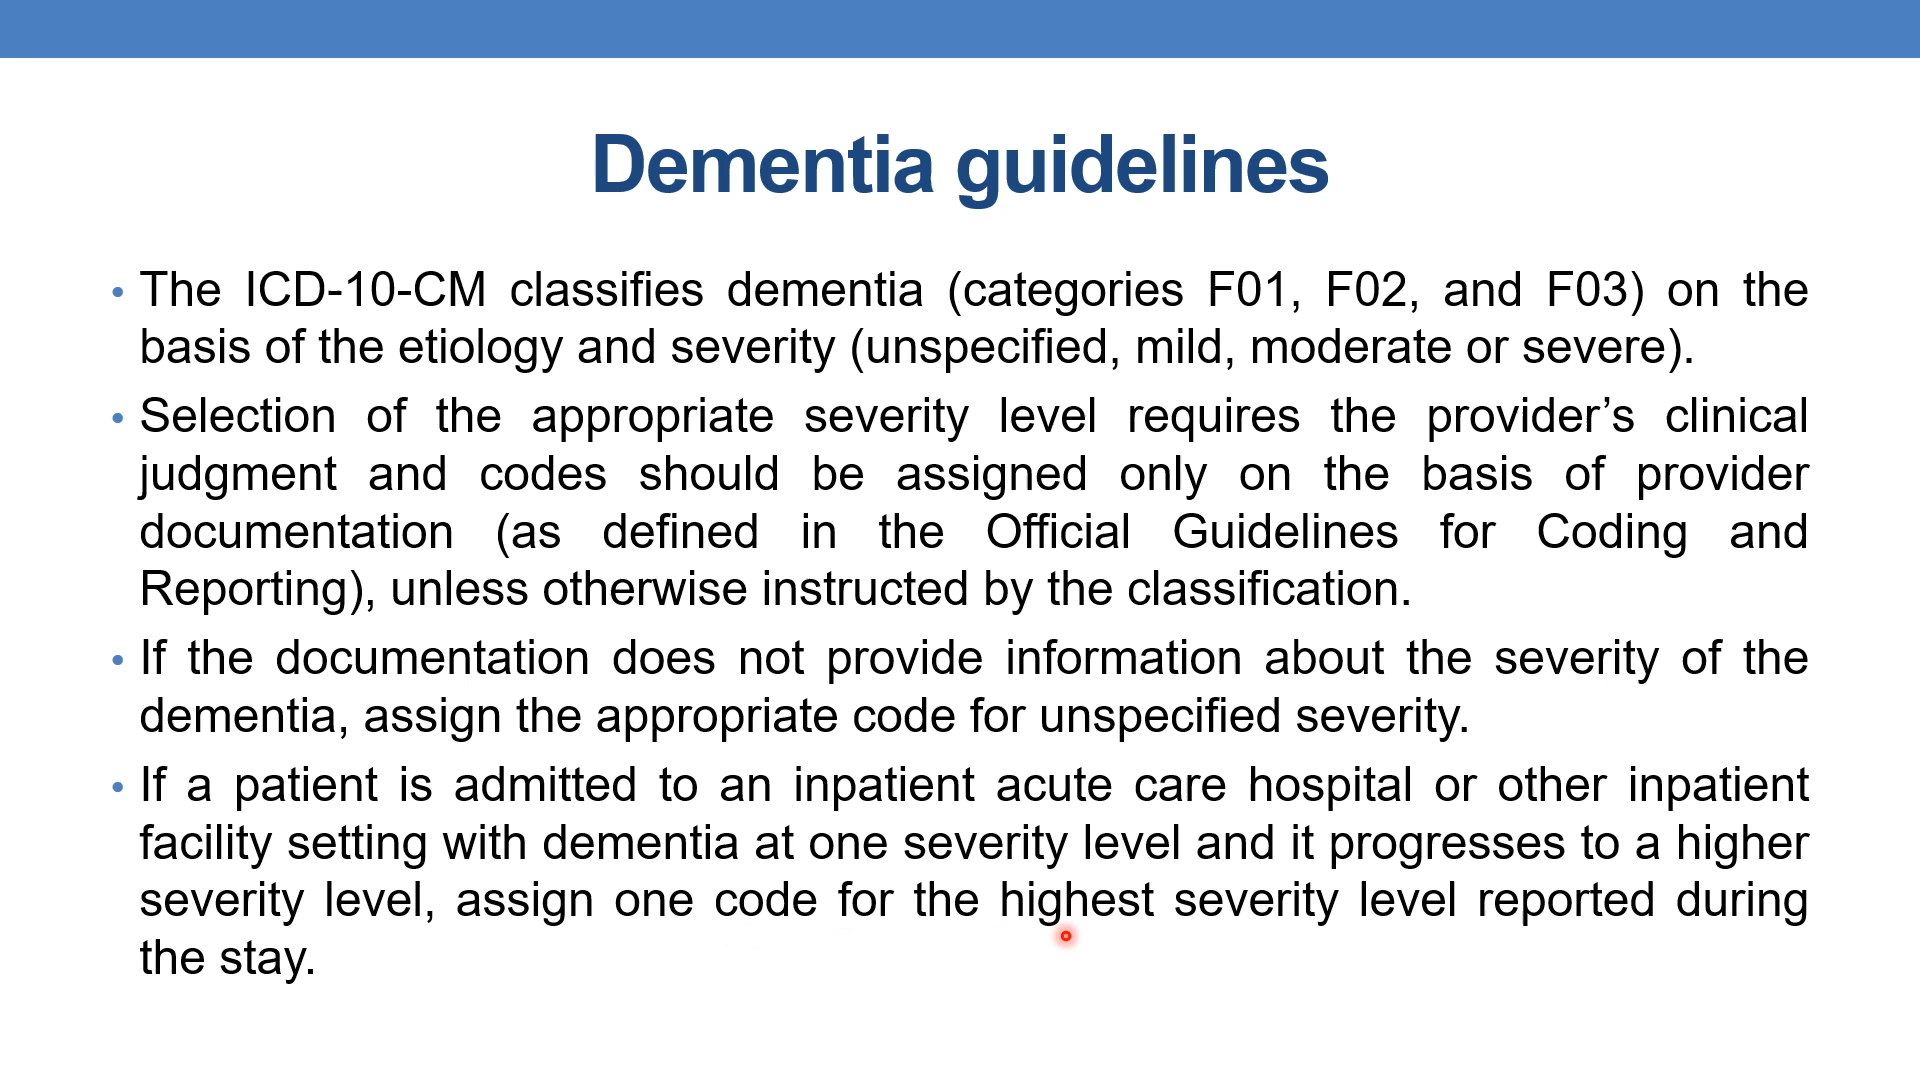 Dementia guidelines
• The ICD-10-CM classifies dementia (categories F01, F02, and F03) on the
basis of the etiology and severity (unspecified, mild, moderate or severe).
• Selection of the appropriate severity level requires the provider’s clinical
judgment and codes should be assigned only on the basis of provider
documentation (as defined in the Official Guidelines for Coding and
Reporting), unless otherwise instructed by the classification.
• If the documentation does not provide information about the severity of the
dementia, assign the appropriate code for unspecified severity.
• If a patient is admitted to an inpatient acute care hospital or other inpatient
facility setting with dementia at one severity level and it progresses to a higher
severity level, assign one code for the highest severity level reported during
the stay.